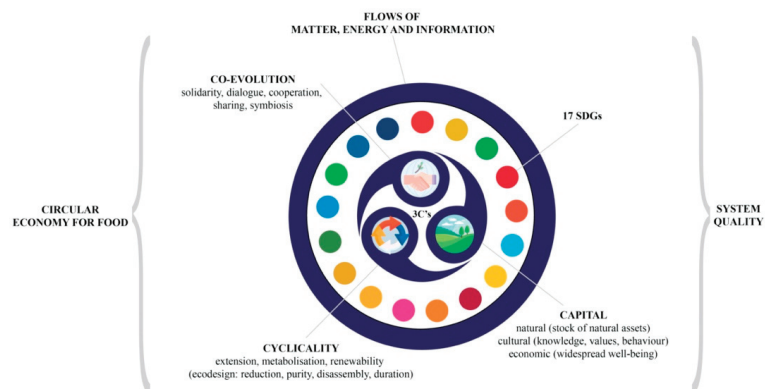 FLOWS OF
MATTER, ENERGY AND INFORMATION
CO-EVOLUTION
solidarity, dialogue, cooperation,
sharing, symbiosis
17 SDGs
CIRCULAR
ECONOMY FOR FOOD
3C's
SYSTEM
QUALITY
CAPITAL
natural (stock of natural assets)
cultural (knowledge, values, behaviour)
economic (widespread well-being)
CYCLICALITY
extension, metabolisation, renewability
(ecodesign: reduction, purity, disassembly, duration)